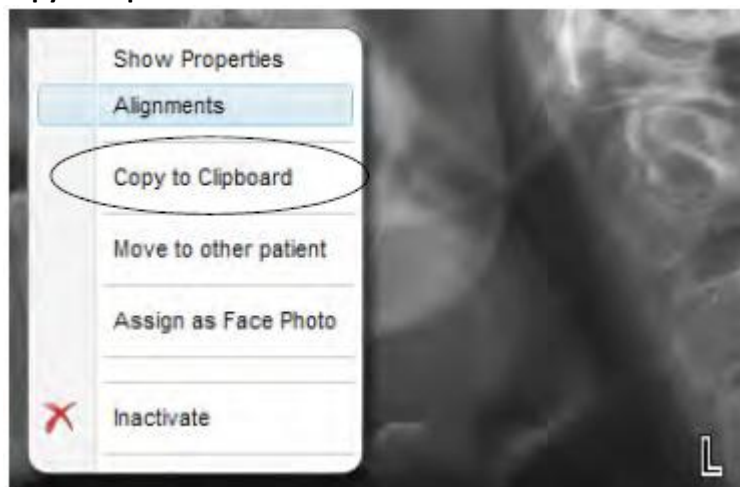 Show Properties
Alignments
Copy to Clipboard
Move to other patient
Assign as Face Photo
Inactivate
L